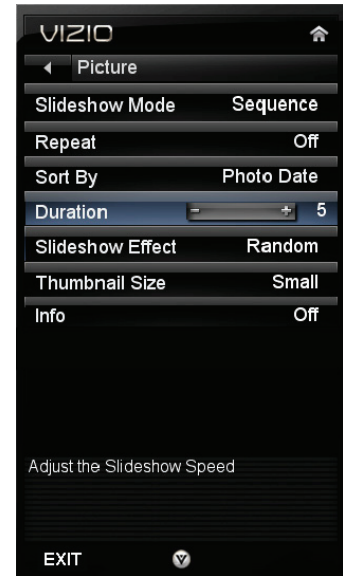 VIZIO
Picture
Slideshow Mode Sequence
Repeat Off
Sort By Photo Date
Duration - + 5
Slideshow Effect Random
Thumbnail Size Small
Info Off
Adjust the Slideshow Speed
EXIT V